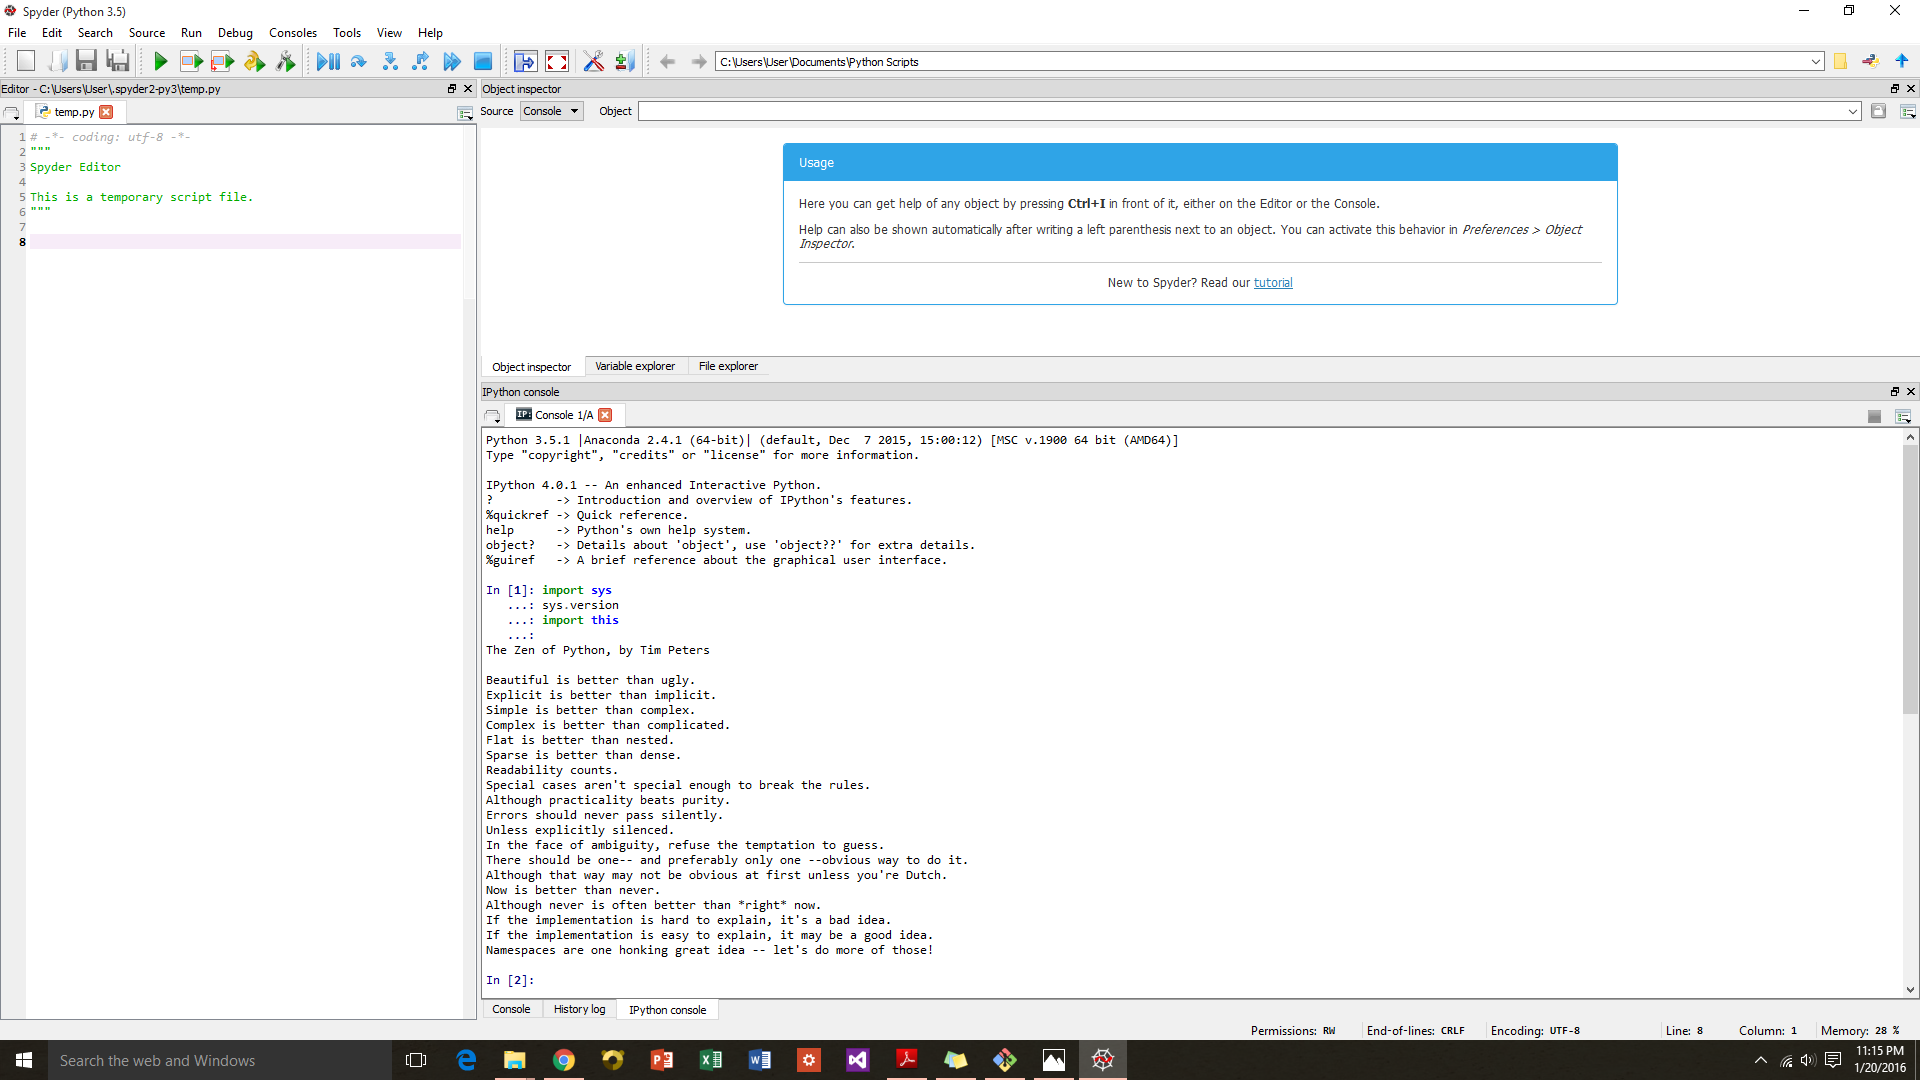 Spyder (Python 3.5)
File Edit Search Source Run Debug Consoles Tools View Help
C:\Users\User\Documents\Python Scripts
Editor - C:\Users\User\.spyder2-py3\temp.py
temp.py
1 # -*- coding: utf-8 -*-
2 """
3 Spyder Editor
4
5 This is a temporary script file.
6 """
7
8
Object inspector
Source Console Object
Usage
Here you can get help of any object by pressing Ctrl+I in front of it, either on the Editor or the Console.
Help can also be shown automatically after writing a left parenthesis next to an object. You can activate this behavior in Preferences > Object
Inspector.
New to Spyder? Read our tutorial
Object inspector Variable explorer File explorer
IPython console
IP: Console 1/A
Python 3.5.1 |Anaconda 2.4.1 (64-bit)| (default, Dec  7 2015, 15:00:12) [MSC v.1900 64 bit (AMD64)]
Type "copyright", "credits" or "license" for more information.
IPython 4.0.1 -- An enhanced Interactive Python.
?         -> Introduction and overview of IPython's features.
%quickref -> Quick reference.
help      -> Python's own help system.
object?   -> Details about 'object', use 'object??' for extra details.
%guiref   -> A brief reference about the graphical user interface.
In [1]: import sys
   ...: sys.version
   ...: import this
   ...:
The Zen of Python, by Tim Peters
Beautiful is better than ugly.
Explicit is better than implicit.
Simple is better than complex.
Complex is better than complicated.
Flat is better than nested.
Sparse is better than dense.
Readability counts.
Special cases aren't special enough to break the rules.
Although practicality beats purity.
Errors should never pass silently.
Unless explicitly silenced.
In the face of ambiguity, refuse the temptation to guess.
There should be one-- and preferably only one --obvious way to do it.
Although that way may not be obvious at first unless you're Dutch.
Now is better than never.
Although never is often better than *right* now.
If the implementation is hard to explain, it's a bad idea.
If the implementation is easy to explain, it may be a good idea.
Namespaces are one honking great idea -- let's do more of those!
In [2]:
Console History log IPython console
Permissions: RW End-of-lines: CRLF Encoding: UTF-8 Line: 8 Column: 1 Memory: 28 %
Search the web and Windows
11:15 PM
1/20/2016